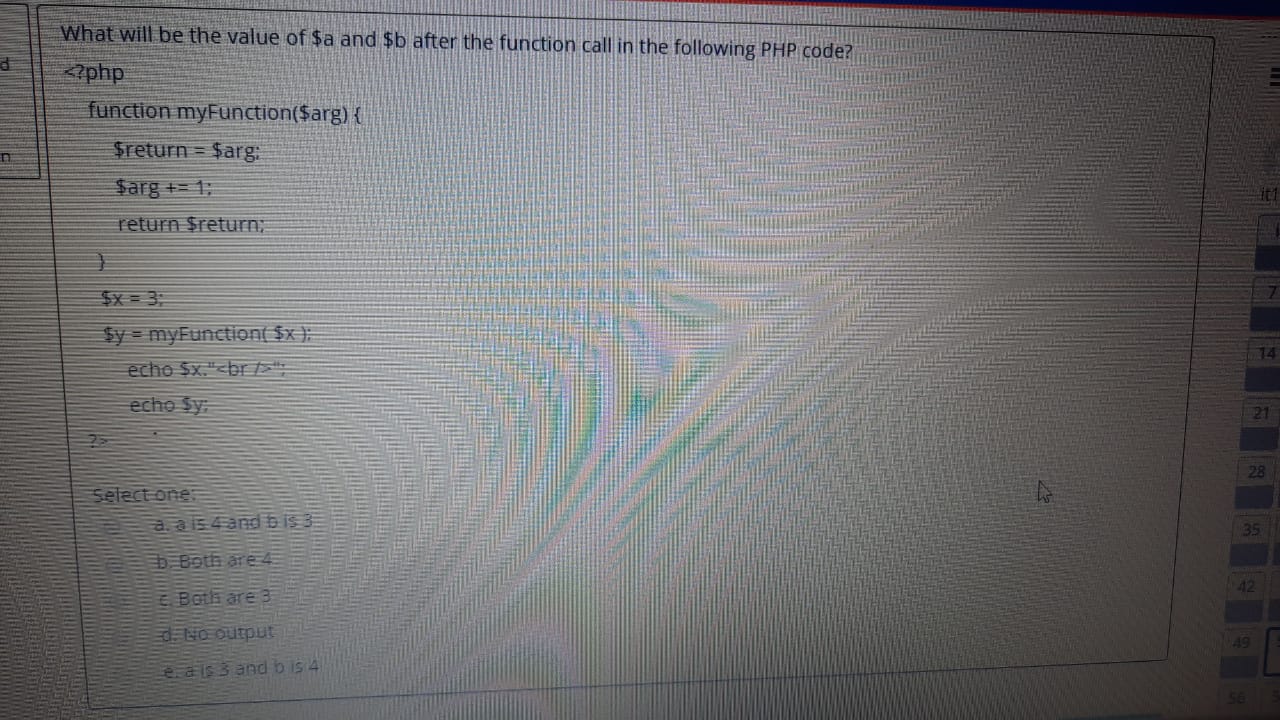 What will be the value of $a and $b after the function call in the following PHP code?
<?php
function myFunction($arg) {
$return = $arg;
$arg += 1;
return $return;
}
$x = 3;
$y = myFunction( $x );
echo $x."<br />";
echo $y;
?>
Select one:
a. a is 4 and b is 3
b. Both are 4
c. Both are 3
d. No output
e. a is 3 and b is 4
d
n
7
14
21
28
35
42
49
56